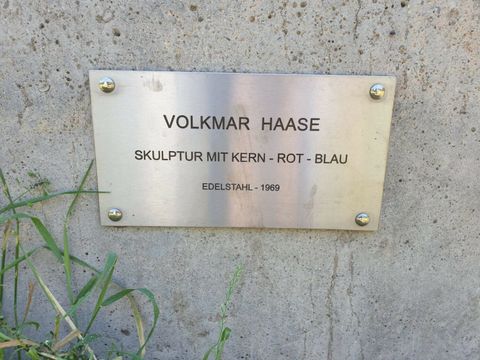 VOLKMAR HAASE
SKULPTUR MIT KERN - ROT - BLAU
EDELSTAHL - 1969